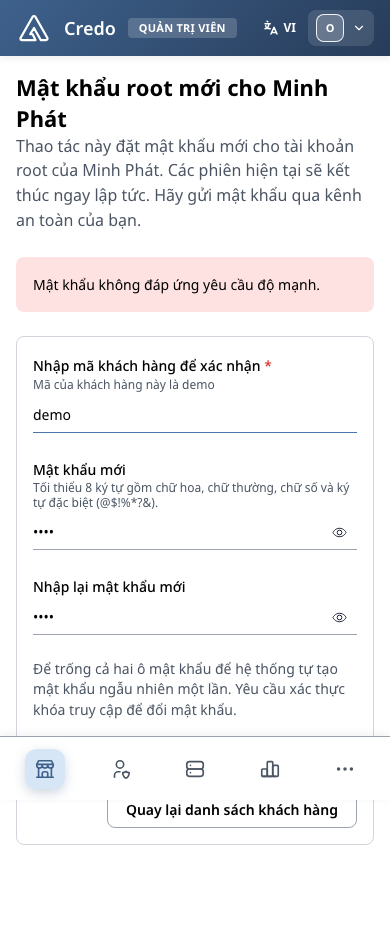 Credo
QUẢN TRỊ VIÊN
VI
O
Mật khẩu root mới cho Minh
Phát
Thao tác này đặt mật khẩu mới cho tài khoản
root của Minh Phát. Các phiên hiện tại sẽ kết
thúc ngay lập tức. Hãy gửi mật khẩu qua kênh
an toàn của bạn.
Mật khẩu không đáp ứng yêu cầu độ mạnh.
Nhập mã khách hàng để xác nhận *
Mã của khách hàng này là demo
demo
Mật khẩu mới
Tối thiểu 8 ký tự gồm chữ hoa, chữ thường, chữ số và ký
tự đặc biệt (@$!%*?&).
••••
Nhập lại mật khẩu mới
••••
Để trống cả hai ô mật khẩu để hệ thống tự tạo
mật khẩu ngẫu nhiên một lần. Yêu cầu xác thực
khóa truy cập để đổi mật khẩu.
Quay lại danh sách khách hàng